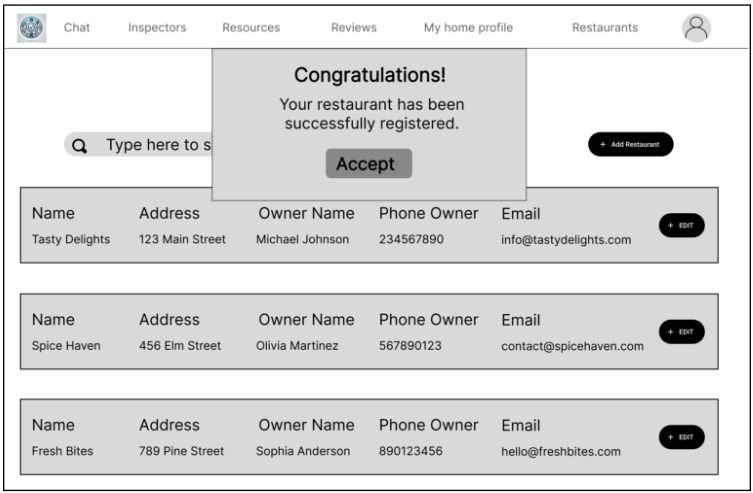 Chat Inspectors Resources Reviews My home profile Restaurants
Congratulations!
Your restaurant has been
successfully registered.
Type here to s
+ Add Restaurant
Accept
Name Address Owner Name Phone Owner Email
Tasty Delights 123 Main Street Michael Johnson 234567890 info@tastydelights.com
+ EDIT
Name Address Owner Name Phone Owner Email
Spice Haven 456 Elm Street Olivia Martinez 567890123 contact@spicehaven.com
+ EDIT
Name Address Owner Name Phone Owner Email
Fresh Bites 789 Pine Street Sophia Anderson 890123456 hello@freshbites.com
+ EDIT